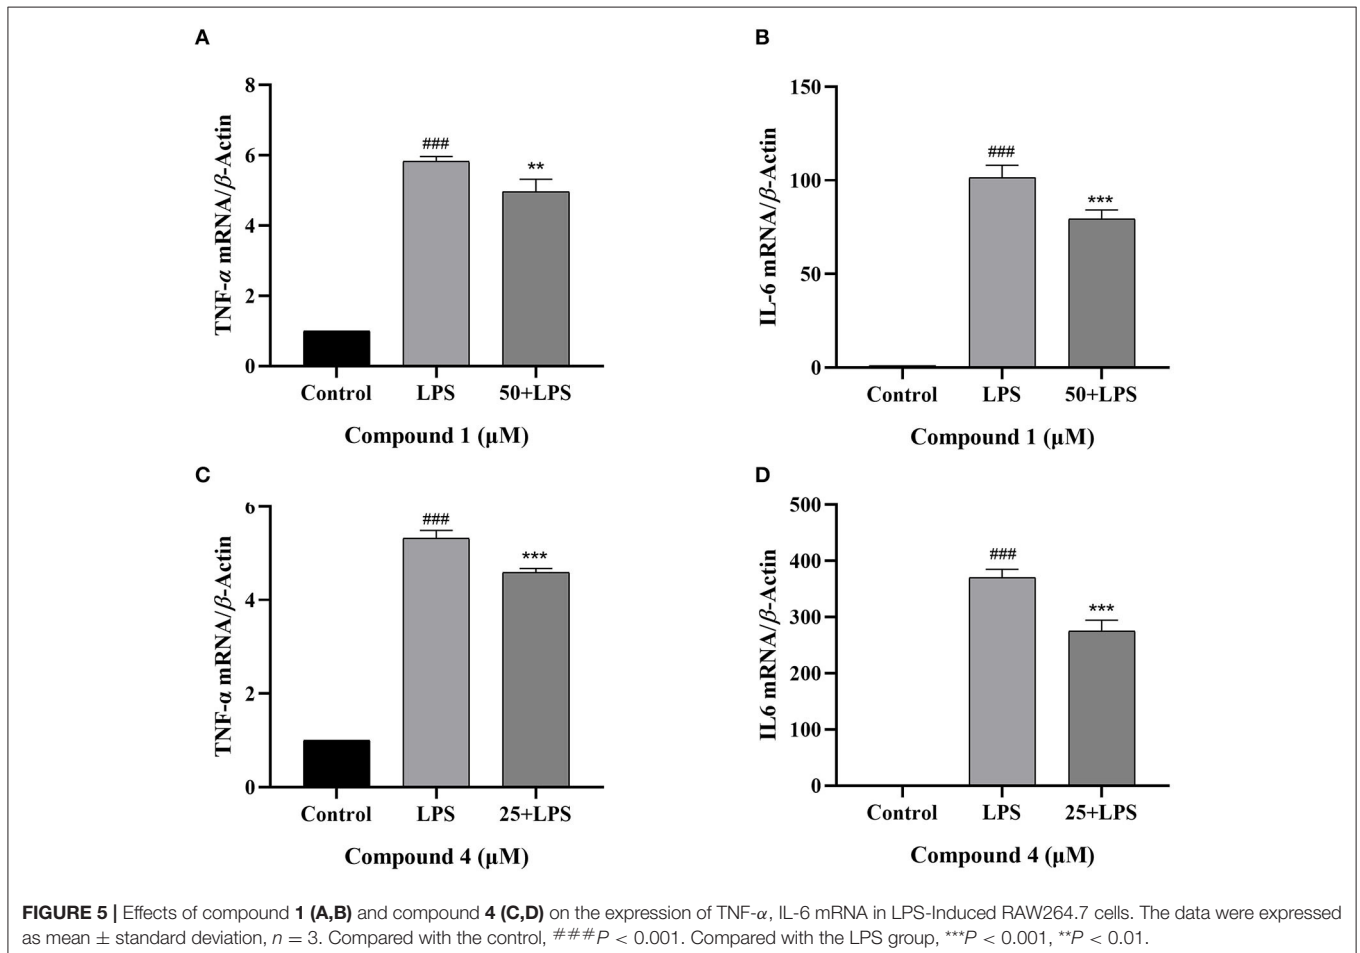 A
TNF-α mRNA/β-Actin
8
6
4
2
0
###
**
Control LPS 50+LPS
Compound 1 (μM)
B
IL-6 mRNA/β-Actin
150
100
50
0
###
***
Control LPS 50+LPS
Compound 1 (μM)
C
TNF-α mRNA/β-Actin
6
4
2
0
###
***
Control LPS 25+LPS
Compound 4 (μM)
D
IL6 mRNA/β-Actin
500
400
300
200
100
0
###
***
Control LPS 25+LPS
Compound 4 (μM)
FIGURE 5 | Effects of compound 1 (A,B) and compound 4 (C,D) on the expression of TNF-α, IL-6 mRNA in LPS-Induced RAW264.7 cells. The data were expressed
as mean ± standard deviation, n = 3. Compared with the control, ###P < 0.001. Compared with the LPS group, ***P < 0.001, **P < 0.01.